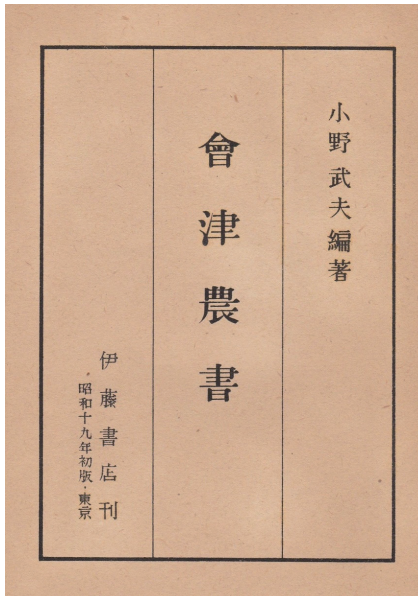 小野武夫編著
會津農書
伊藤書店刊
昭和十九年初版・東京